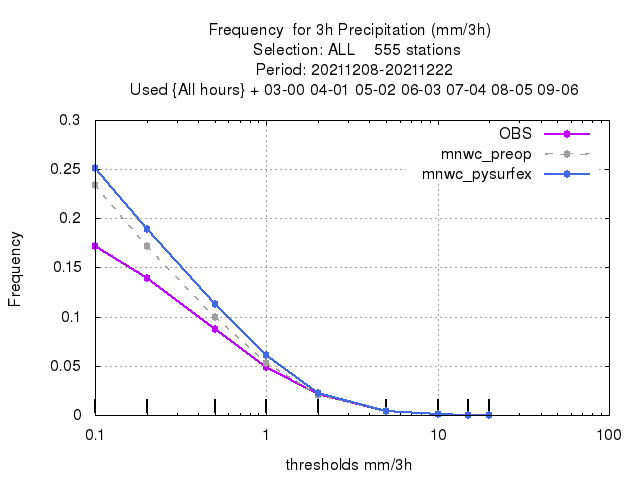 Frequency  for 3h Precipitation (mm/3h)
Selection: ALL    555 stations
Period: 20211208-20211222
Used {All hours} + 03-00 04-01 05-02 06-03 07-04 08-05 09-06
0.3
0.25
0.2
0.15
0.1
0.05
0
Frequency
OBS
mnwc_preop
mnwc_pysurfex
0.1
1
10
100
thresholds mm/3h